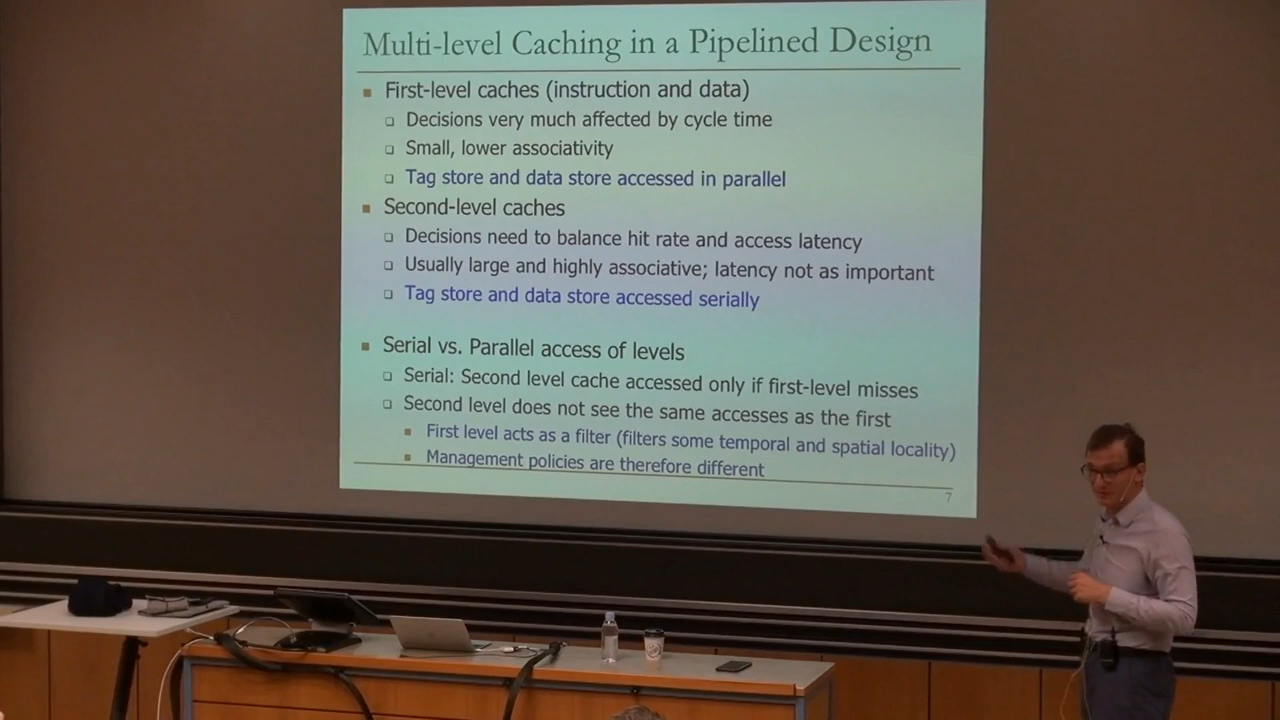 Multi-level Caching in a Pipelined Design
First-level caches (instruction and data)
Decisions very much affected by cycle time
Small, lower associativity
Tag store and data store accessed in parallel
Second-level caches
Decisions need to balance hit rate and access latency
Usually large and highly associative; latency not as important
Tag store and data store accessed serially
Serial vs. Parallel access of levels
Serial: Second level cache accessed only if first-level misses
Second level does not see the same accesses as the first
First level acts as a filter (filters some temporal and spatial locality)
Management policies are therefore different
7